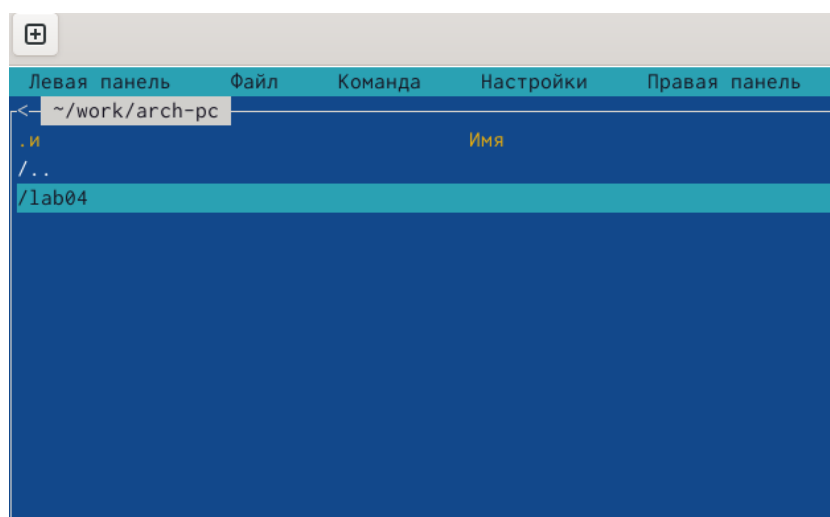 Левая панель Файл Команда Настройки Правая панель
<- ~/work/arch-pc
.и Имя
/..
/lab04